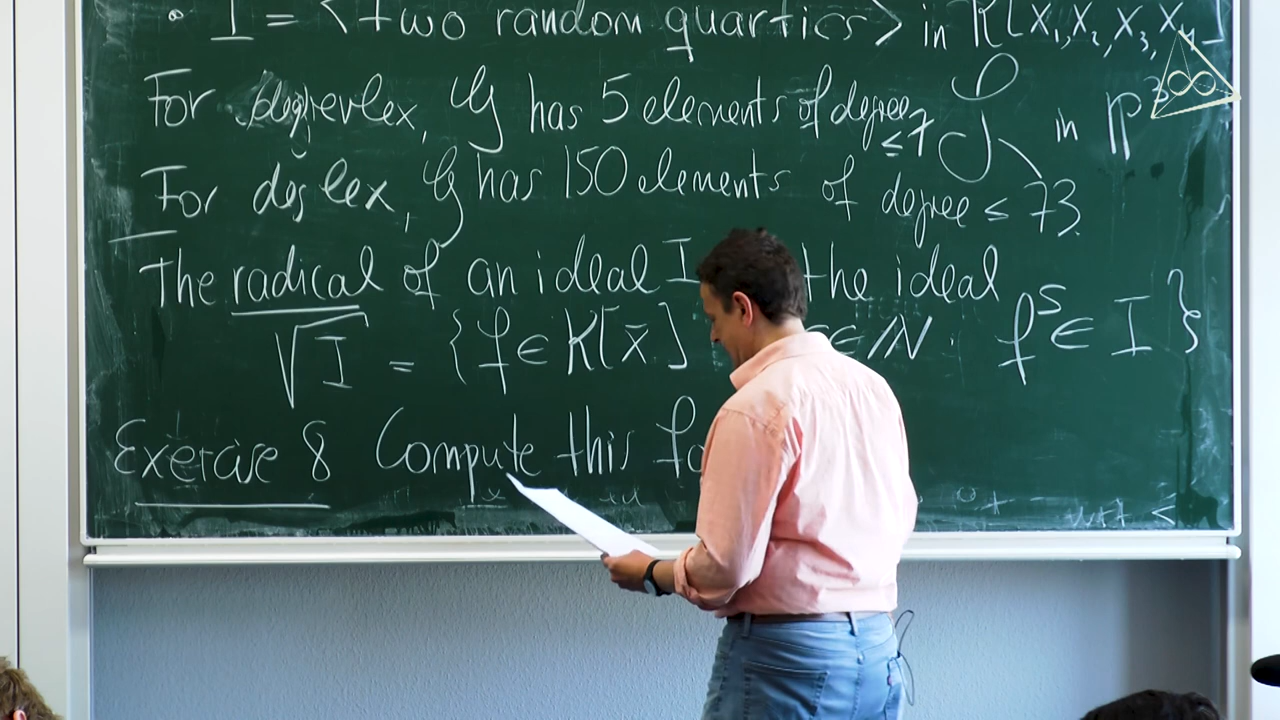 • I = <two random quartics> in K[x₁,x₂,x₃,x₄]
For degrevlex, G has 5 elements of degree ≤7 in ℙ³
For deglex, G has 150 elements of degree ≤ 73.
The radical of an ideal I the ideal
√I = {f ∈ K[x̄] ∈ ℕ : fˢ ∈ I}
Exercise 8 Compute this